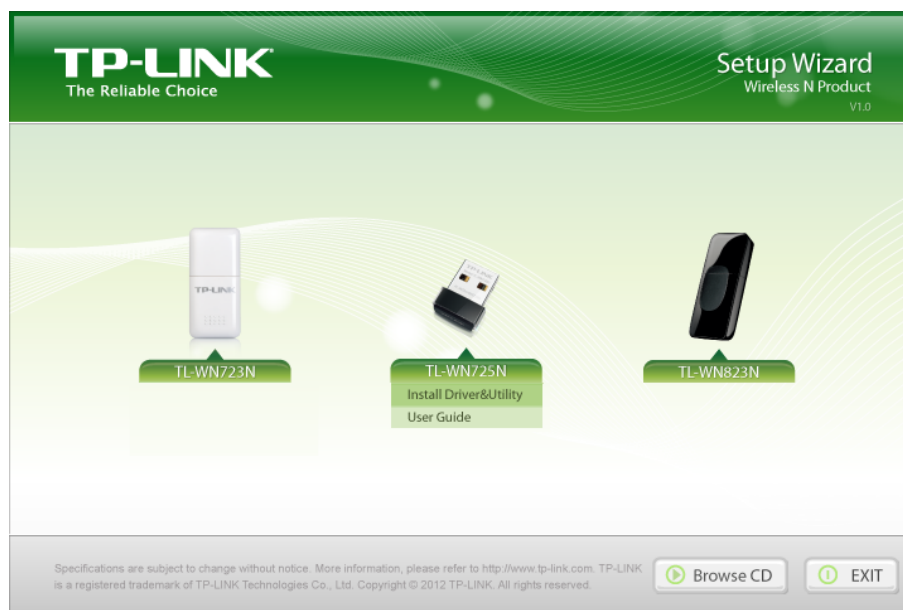 TP-LINK
The Reliable Choice
Setup Wizard
Wireless N Product
V1.0
TP-LINK
TP-LINK
TL-WN723N
TL-WN725N
TL-WN823N
Install Driver&Utility
User Guide
Specifications are subject to change without notice. More information, please refer to http://www.tp-link.com. TP-LINK
is a registered trademark of TP-LINK Technologies Co., Ltd. Copyright © 2012 TP-LINK. All rights reserved.
Browse CD
EXIT